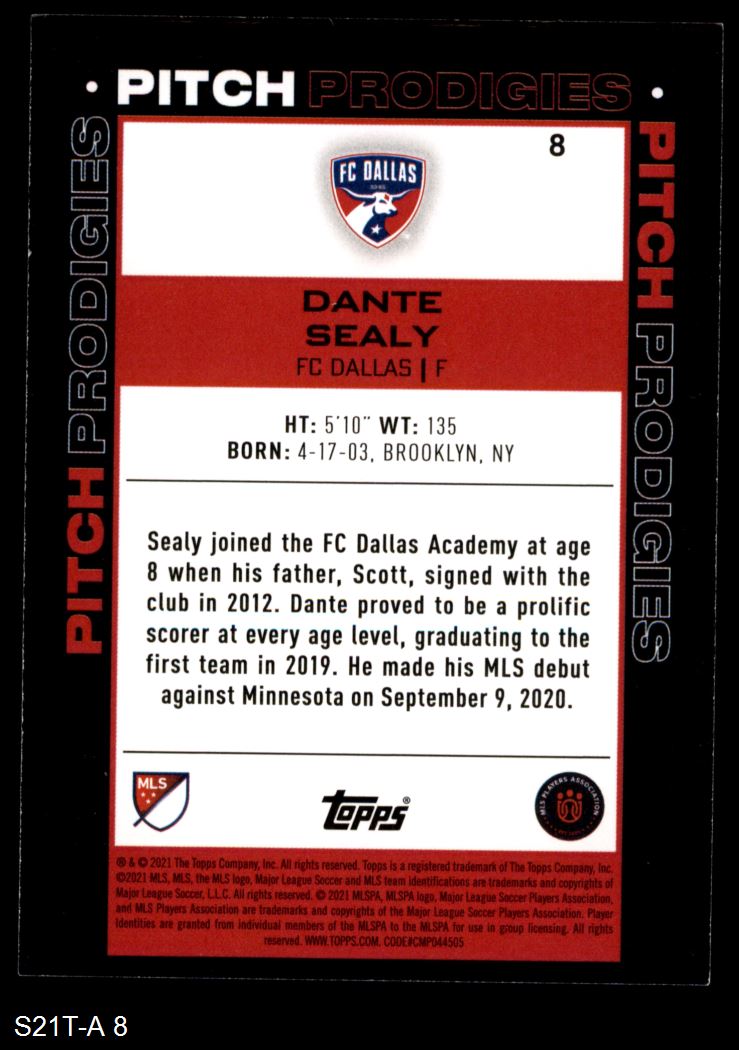 PITCH PRODIGIES
PITCH PRODIGIES
PITCH PRODIGIES
8
FC DALLAS
DANTE
SEALY
FC DALLAS | F
HT: 5'10" WT: 135
BORN: 4-17-03, BROOKLYN, NY
Sealy joined the FC Dallas Academy at age
8 when his father, Scott, signed with the
club in 2012. Dante proved to be a prolific
scorer at every age level, graduating to the
first team in 2019. He made his MLS debut
against Minnesota on September 9, 2020.
MLS
Topps®
MLS PLAYERS ASSOCIATION
® & © 2021 The Topps Company, Inc. All rights reserved. Topps is a registered trademark of The Topps Company, Inc.
©2021 MLS, MLS, the MLS logo, Major League Soccer and MLS team identifications are trademarks and copyrights of
Major League Soccer, L.L.C. All rights reserved. © 2021 MLSPA, MLSPA logo, Major League Soccer Players Association,
and MLS Players Association are trademarks and copyrights of the Major League Soccer Players Association. Player
Identities are granted from individual members of the MLSPA to the MLSPA for use in group licensing. All rights
reserved. WWW.TOPPS.COM. CODE#CMP044505
S21T-A 8